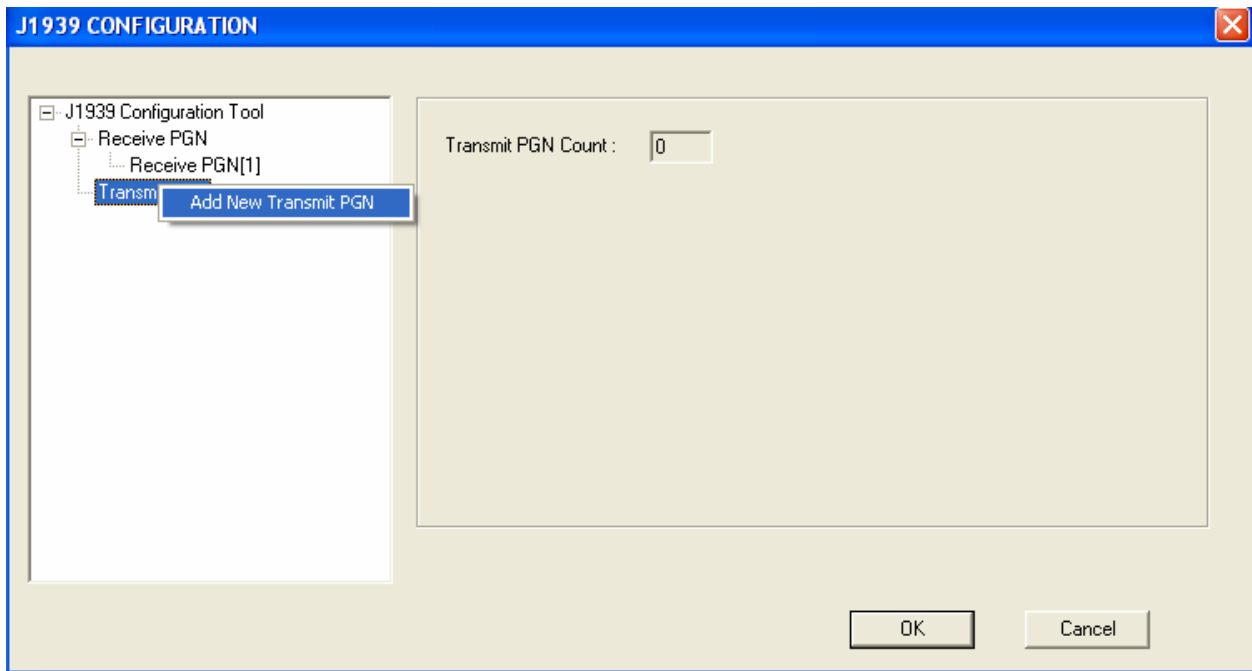 J1939 CONFIGURATION
J1939 Configuration Tool
Receive PGN
Receive PGN[1]
Transm
Add New Transmit PGN
Transmit PGN Count :
0
OK
Cancel